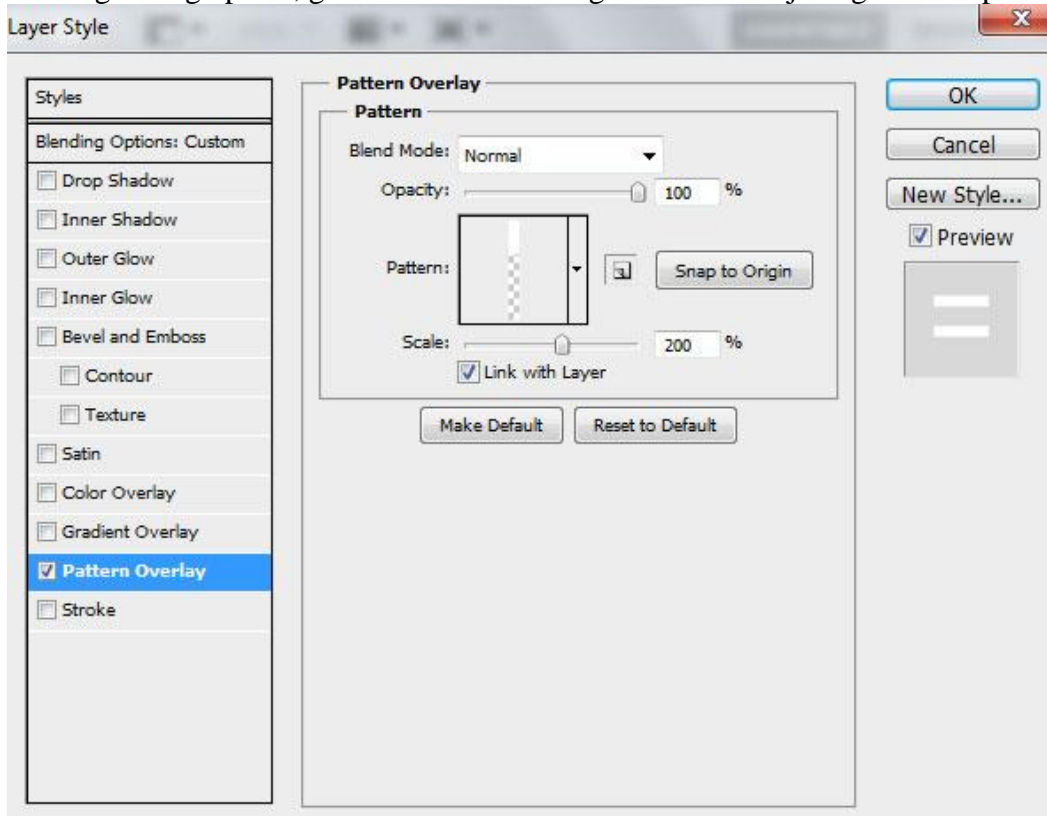 Layer Style
Styles
Blending Options: Custom
Drop Shadow
Inner Shadow
Outer Glow
Inner Glow
Bevel and Emboss
Contour
Texture
Satin
Color Overlay
Gradient Overlay
Pattern Overlay
Stroke
Pattern Overlay
Pattern
Blend Mode: Normal
Opacity: 100 %
Pattern: Snap to Origin
Scale: 200 %
Link with Layer
Make Default Reset to Default
OK
Cancel
New Style...
Preview